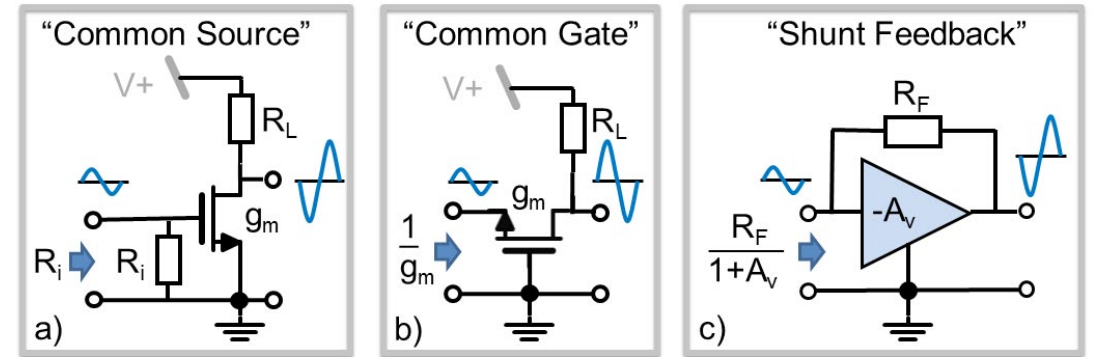 “Common Source”
V+
R_L
g_m
R_i
R_i
a)
“Common Gate”
V+
R_L
g_m
1
g_m
b)
“Shunt Feedback”
R_F
-A_v
R_F
1+A_v
c)